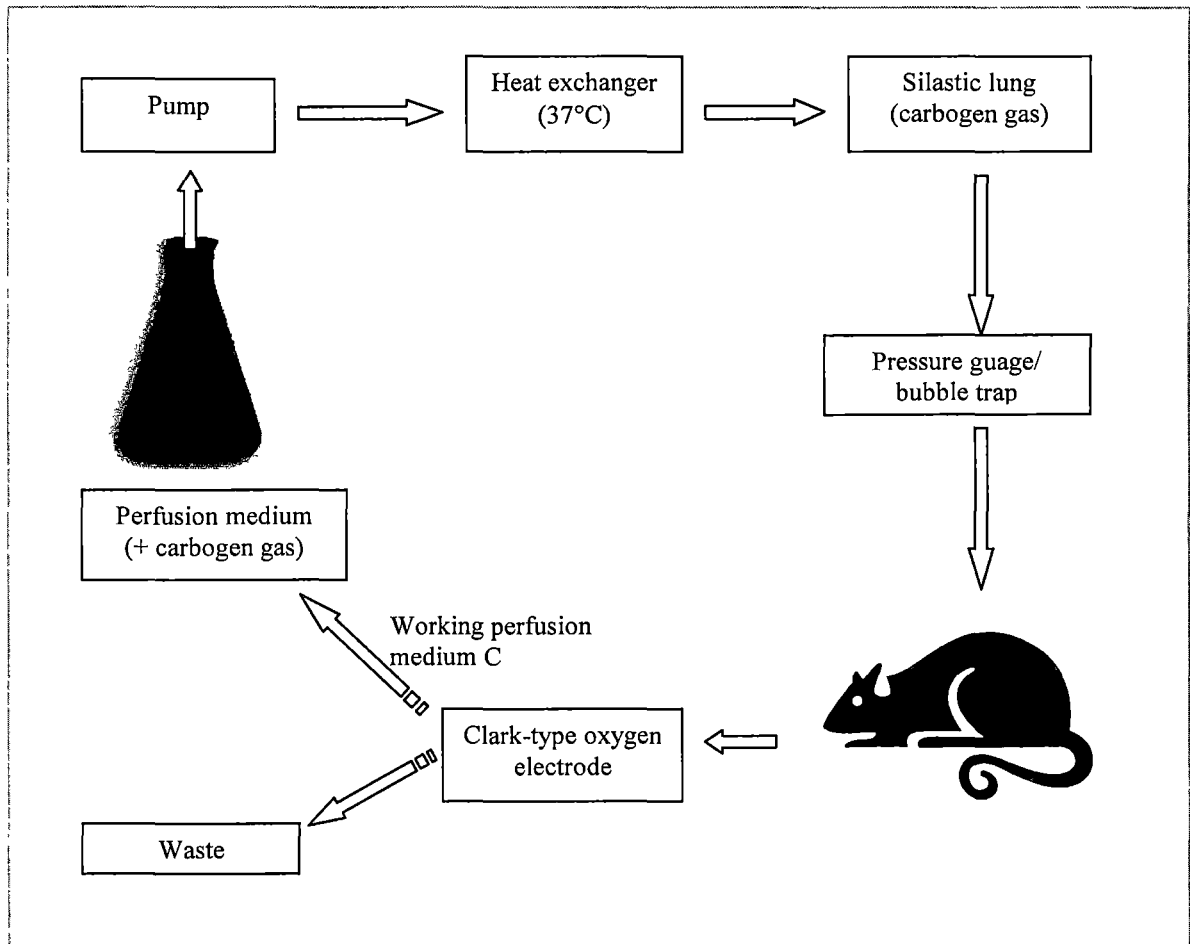 Pump
Heat exchanger
(37°C)
Silastic lung
(carbogen gas)
Pressure guage/
bubble trap
Perfusion medium
(+ carbogen gas)
Working perfusion
medium C
Clark-type oxygen
electrode
Waste